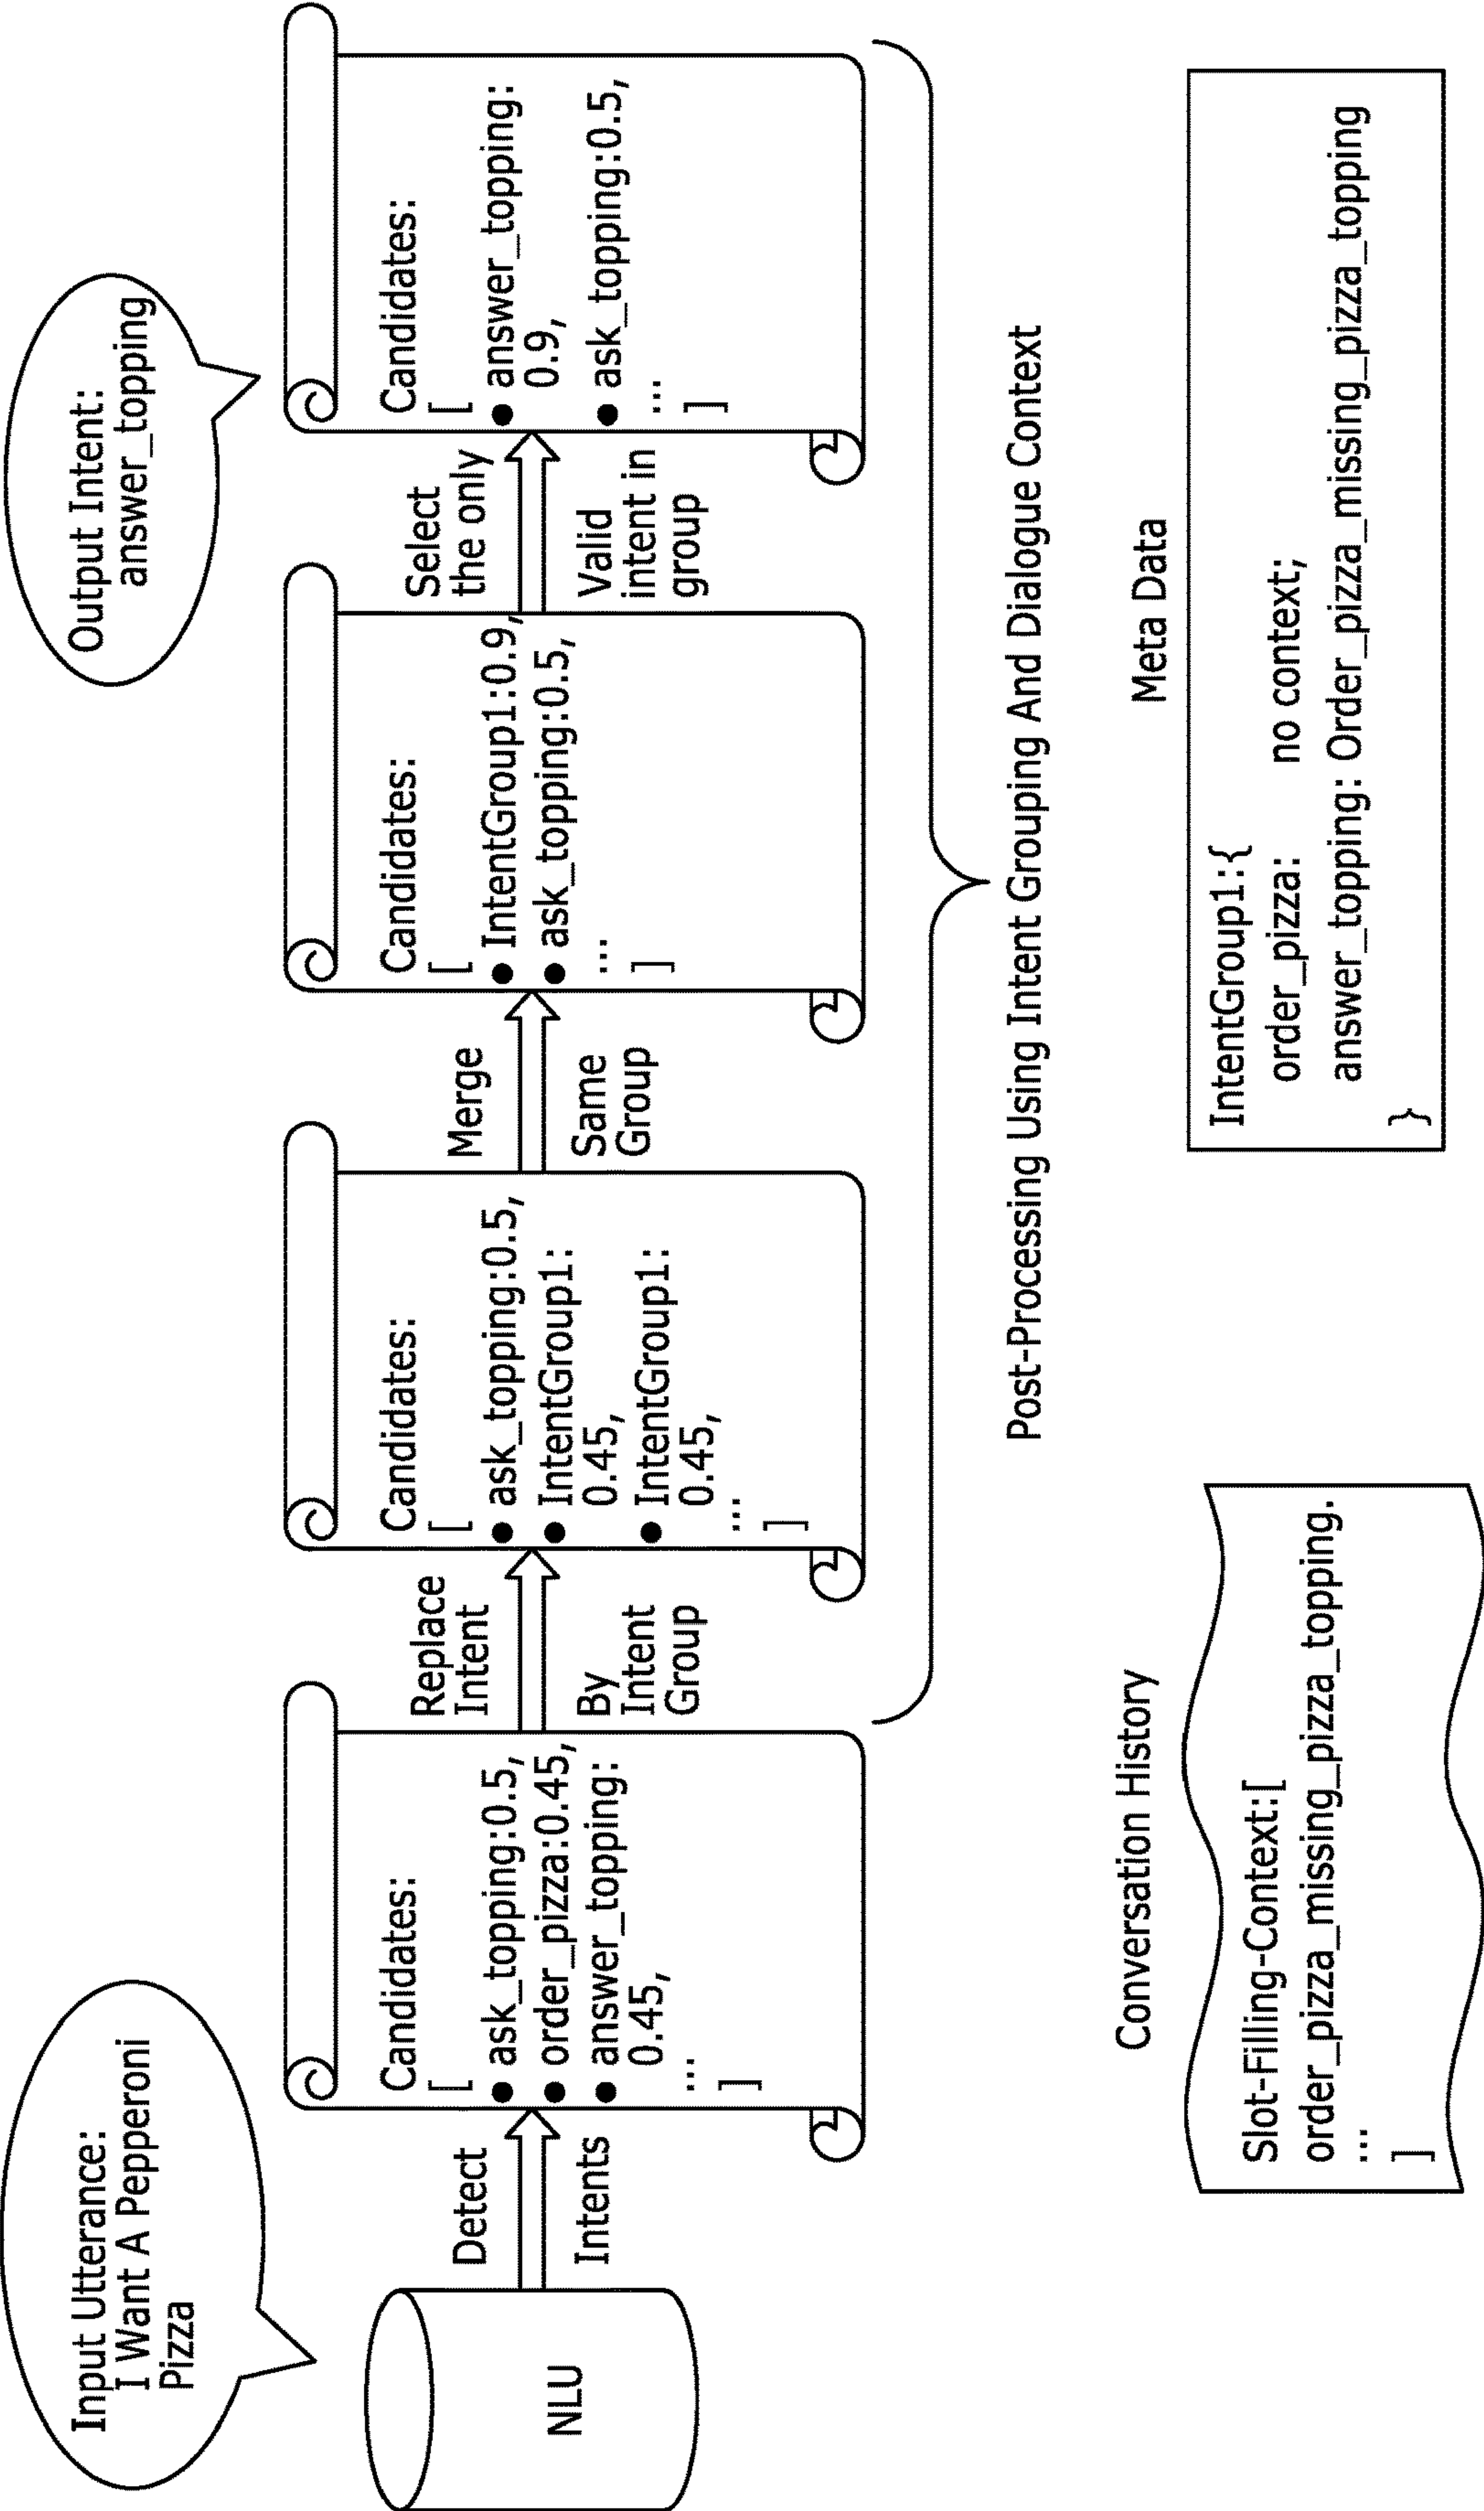 Input Utterance:
I Want A Pepperoni
Pizza
Output Intent:
answer_topping
NLU
Detect
Intents
Candidates:
[
● ask_topping:0.5,
● order_pizza:0.45,
● answer_topping:
0.45,
...
]
Replace
Intent
By
Intent
Group
Candidates:
[
● ask_topping:0.5,
● IntentGroup1:
0.45,
● IntentGroup1:
0.45,
...
]
Merge
Same
Group
Candidates:
[
● IntentGroup1:0.9,
● ask_topping:0.5,
...
]
Select
the only
Valid
intent in
group
Candidates:
[
● answer_topping:
0.9,
● ask_topping:0.5,
...
]
Post-Processing Using Intent Grouping And Dialogue Context
Conversation History
Slot-Filling-Context:[
order_pizza_missing_pizza_topping.
...
]
Meta Data
IntentGroup1:{
order_pizza: no context;
answer_topping: Order_pizza_missing_pizza_topping
}